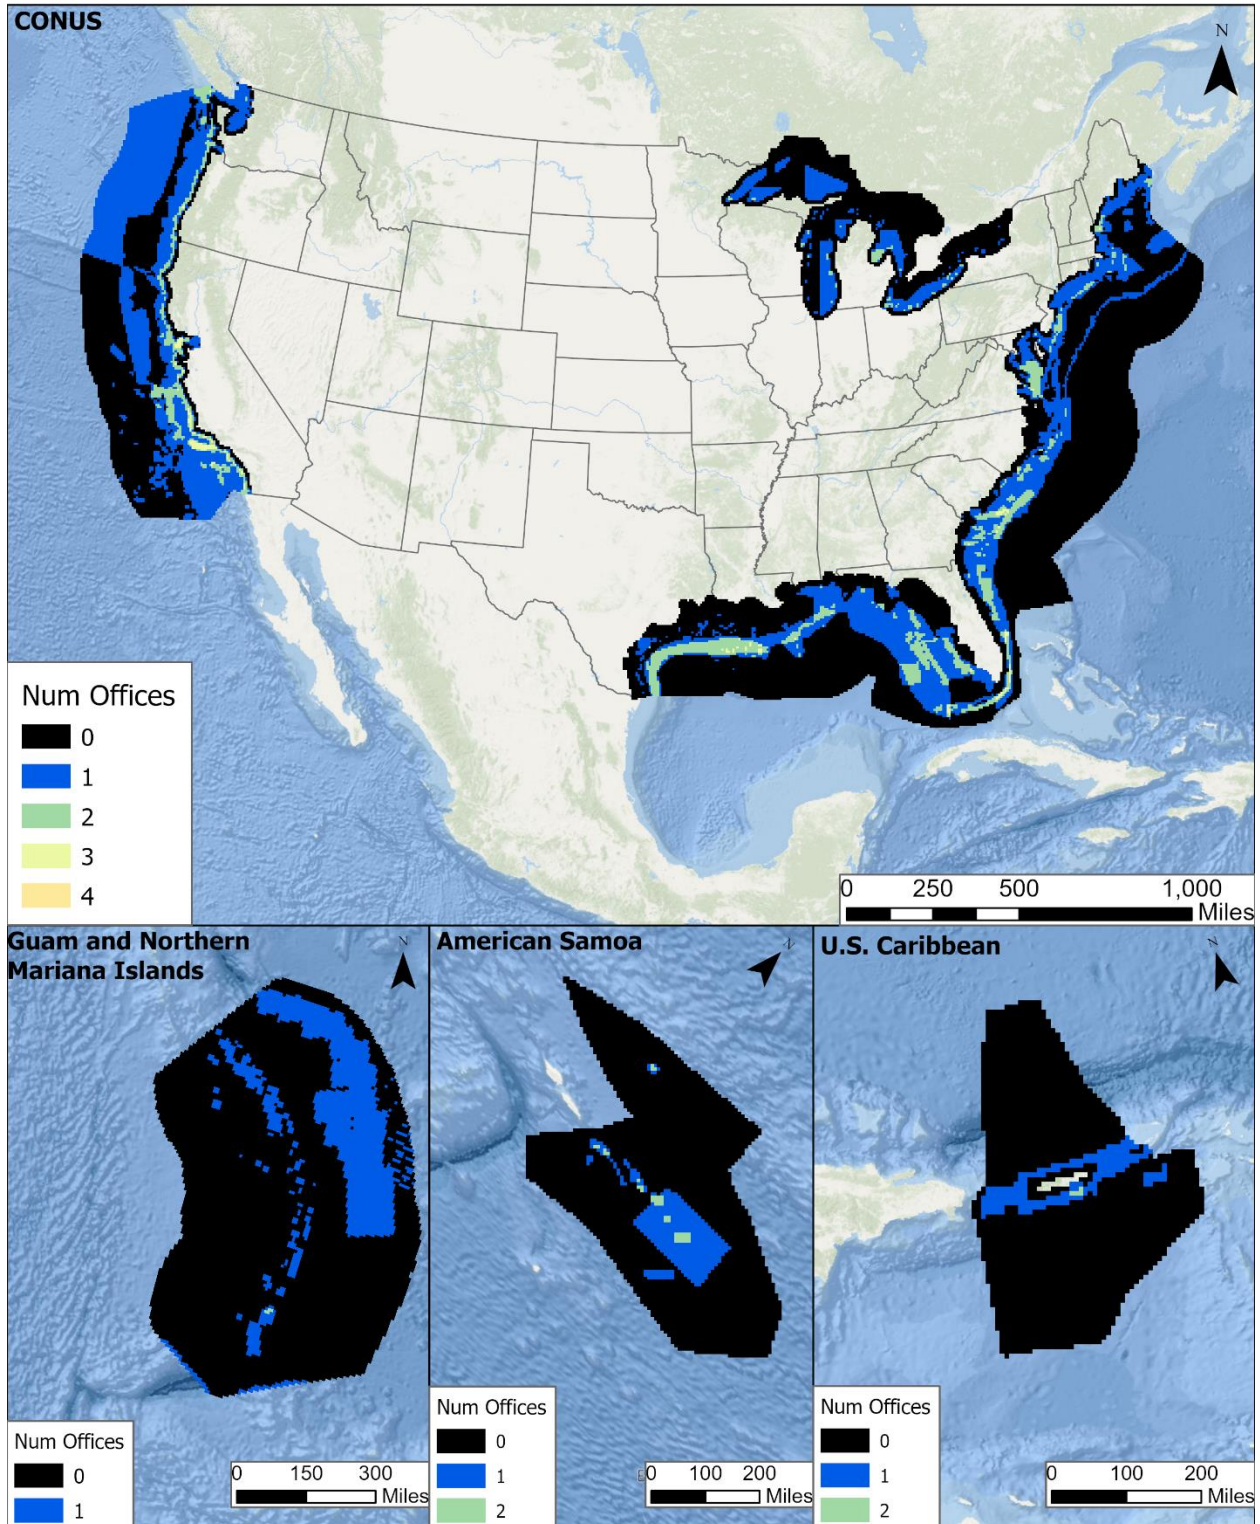 CONUS
N
Num Offices
0
1
2
3
4
0 250 500 1,000
Miles
Guam and Northern
Mariana Islands
N
Num Offices
0
1
0 150 300
Miles
American Samoa
N
Num Offices
0
1
2
0 100 200
Miles
U.S. Caribbean
N
Num Offices
0
1
2
0 100 200
Miles